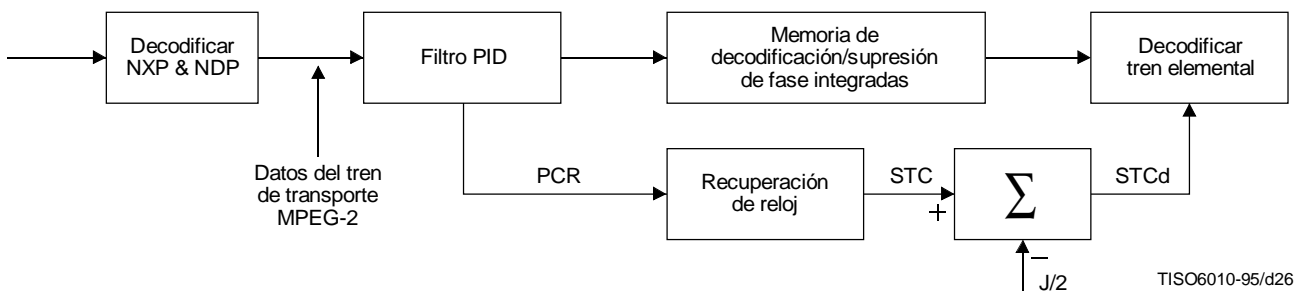 Decodificar
NXP & NDP
Filtro PID
Memoria de
decodificación/supresión
de fase integradas
Decodificar
tren elemental
Datos del tren
de transporte
MPEG-2
PCR
Recuperación
de reloj
STC
+
Σ
STCd
−
J/2
TISO6010-95/d26